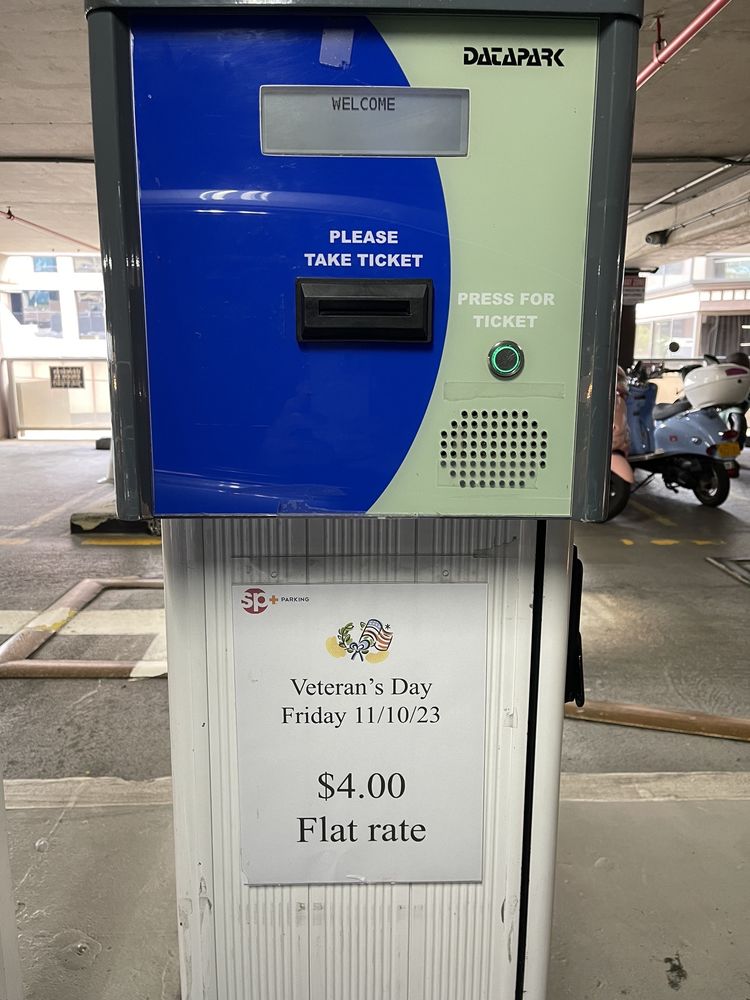 DATAPARK
WELCOME
PLEASE
TAKE TICKET
PRESS FOR
TICKET
sp+ PARKING
Veteran's Day
Friday 11/10/23
$4.00
Flat rate